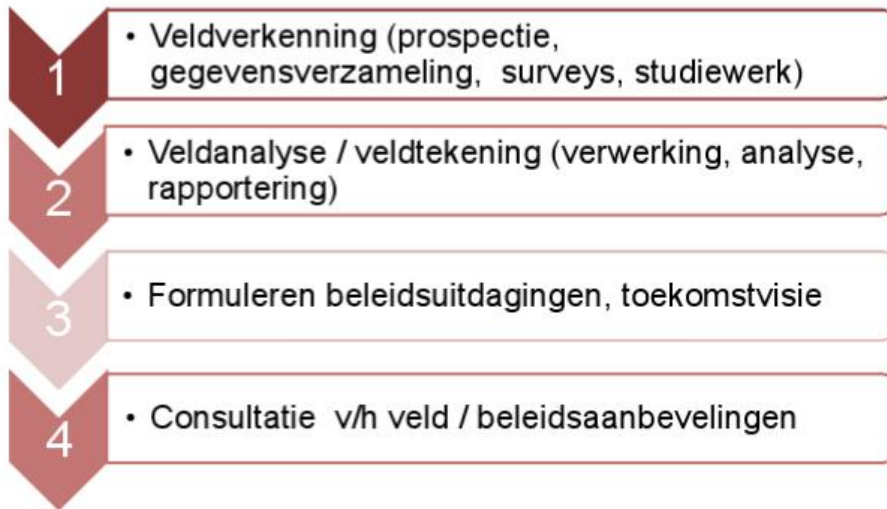 1
• Veldverkenning (prospectie,
gegevensverzameling, surveys, studiewerk)
2
• Veldanalyse / veldtekening (verwerking, analyse,
rapportering)
3
• Formuleren beleidsuitdagingen, toekomstvisie
4
• Consultatie v/h veld / beleidsaanbevelingen